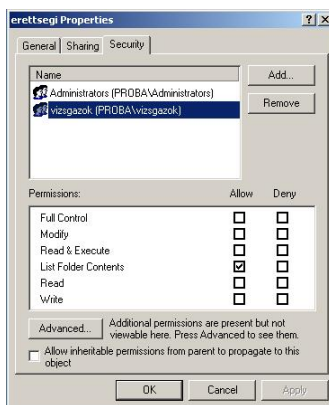 erettsegi Properties
General Sharing Security
Name
Administrators (PROBA\Administrators)
vizsgazok (PROBA\vizsgazok)
Add...
Remove
Permissions: Allow Deny
Full Control
Modify
Read & Execute
List Folder Contents
Read
Write
Advanced...
Additional permissions are present but not
viewable here. Press Advanced to see them.
Allow inheritable permissions from parent to propagate to this
object
OK Cancel Apply